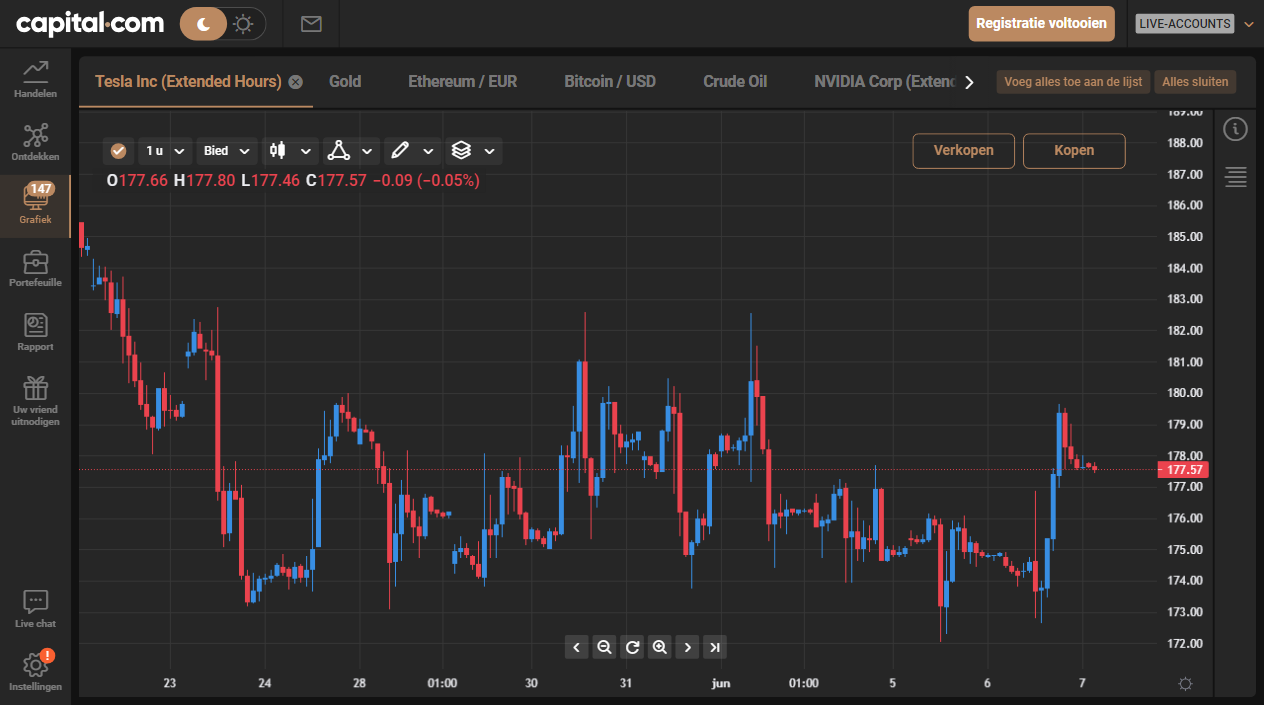 capital.com
Registratie voltooien
LIVE-ACCOUNTS
Handelen
Ontdekken
147
Grafiek
Portefeuille
Rapport
Uw vriend
uitnodigen
Live chat
!
Instellingen
Tesla Inc (Extended Hours)
Gold
Ethereum / EUR
Bitcoin / USD
Crude Oil
NVIDIA Corp (Exten
Voeg alles toe aan de lijst
Alles sluiten
1 u
Bied
Verkopen
Kopen
O177.66 H177.80 L177.46 C177.57 −0.09 (−0.05%)
189.00
188.00
187.00
186.00
185.00
184.00
183.00
182.00
181.00
180.00
179.00
178.00
177.57
177.00
176.00
175.00
174.00
173.00
172.00
23
24
28
01:00
30
31
jun
01:00
5
6
7